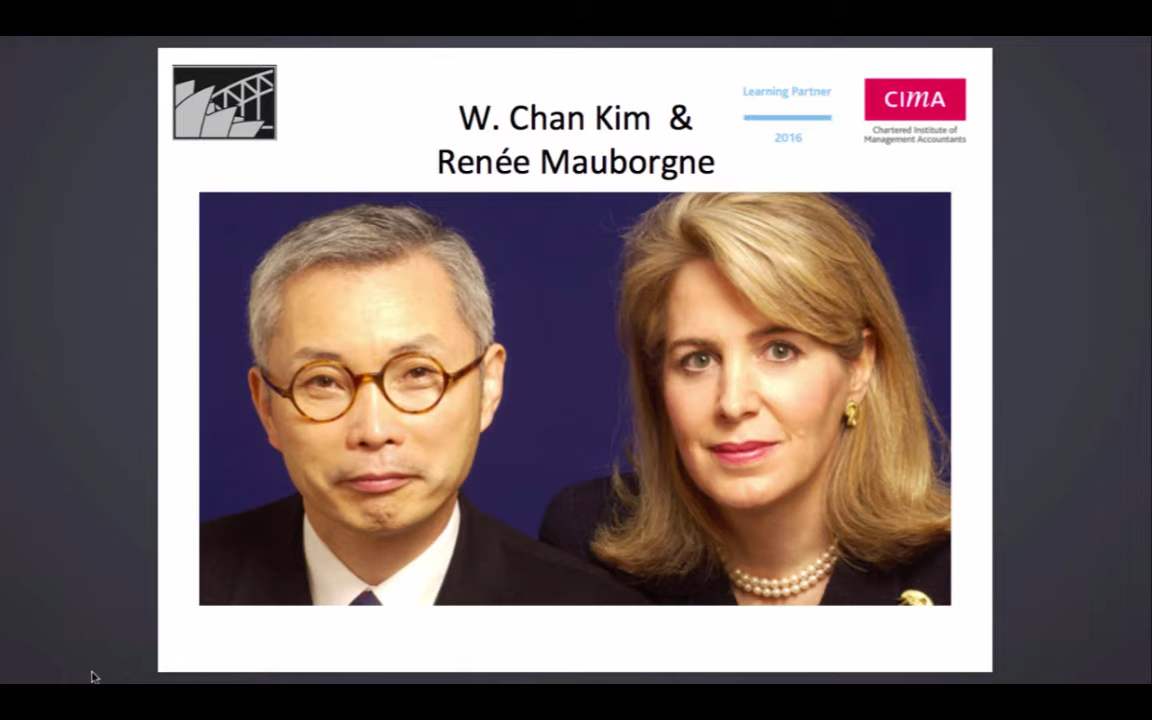 W. Chan Kim &
Renée Mauborgne
Learning Partner
2016
CIMA
Chartered Institute of
Management Accountants